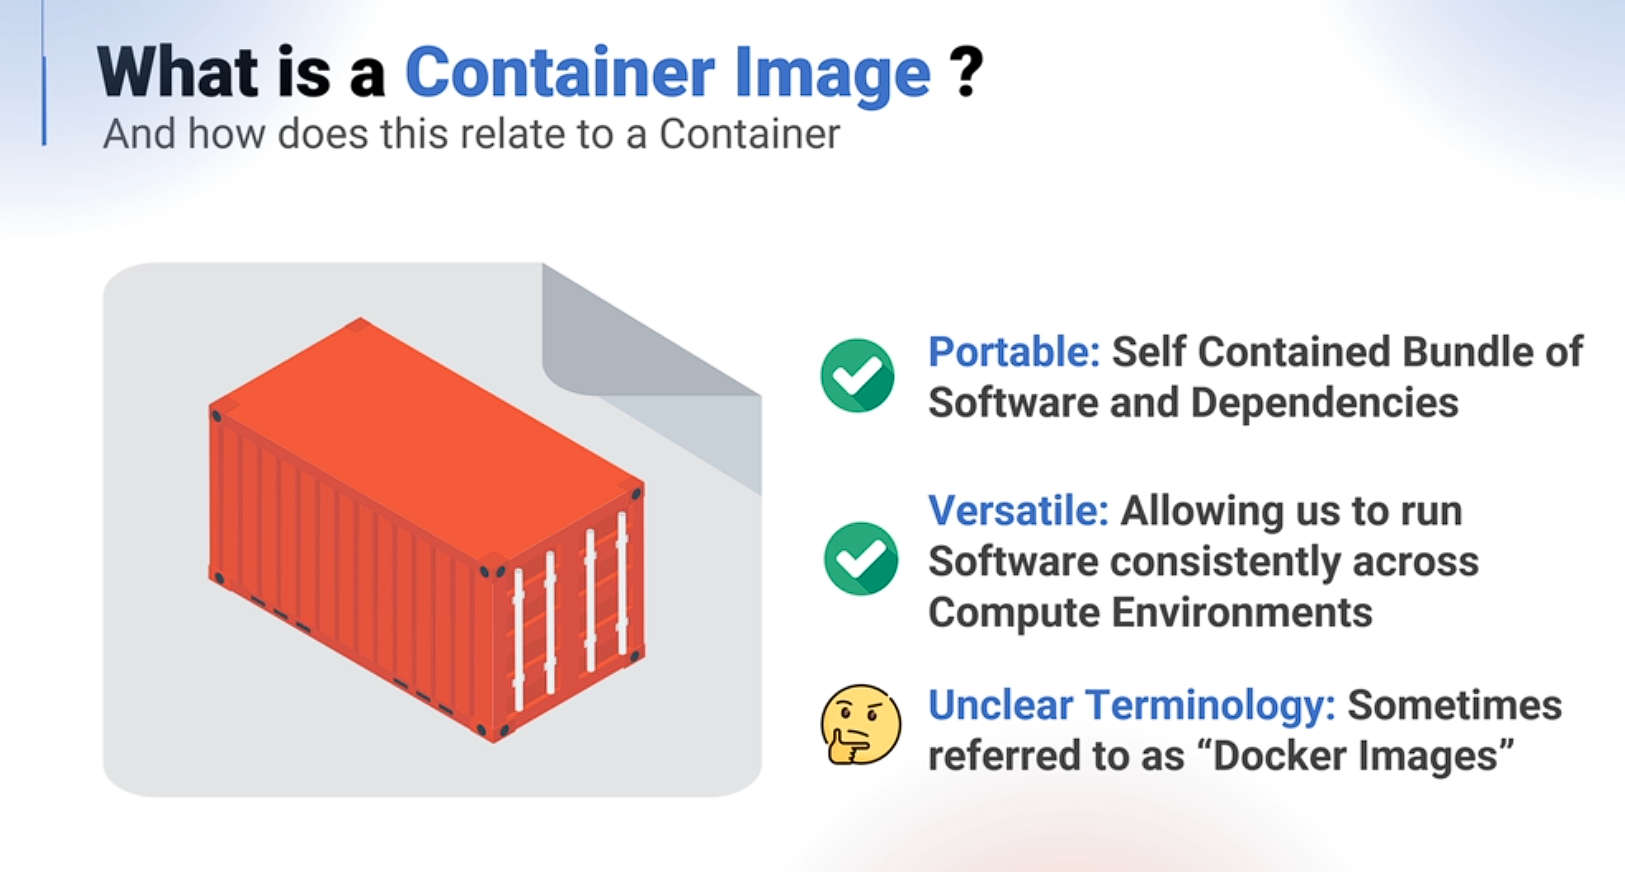 What is a Container Image ?
And how does this relate to a Container
Portable: Self Contained Bundle of
Software and Dependencies
Versatile: Allowing us to run
Software consistently across
Compute Environments
Unclear Terminology: Sometimes
referred to as “Docker Images”